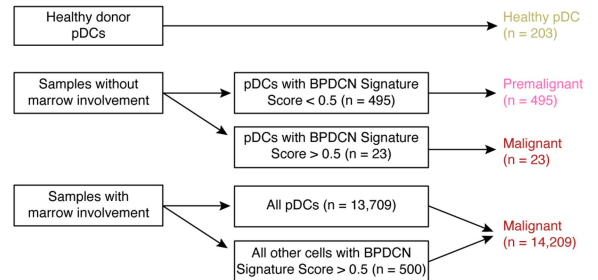 Healthy donor
pDCs
Healthy pDC
(n = 203)
Samples without
marrow involvement
pDCs with BPDCN Signature
Score < 0.5 (n = 495)
Premalignant
(n = 495)
pDCs with BPDCN Signature
Score > 0.5 (n = 23)
Malignant
(n = 23)
Samples with
marrow involvement
All pDCs (n = 13,709)
All other cells with BPDCN
Signature Score > 0.5 (n = 500)
Malignant
(n = 14,209)